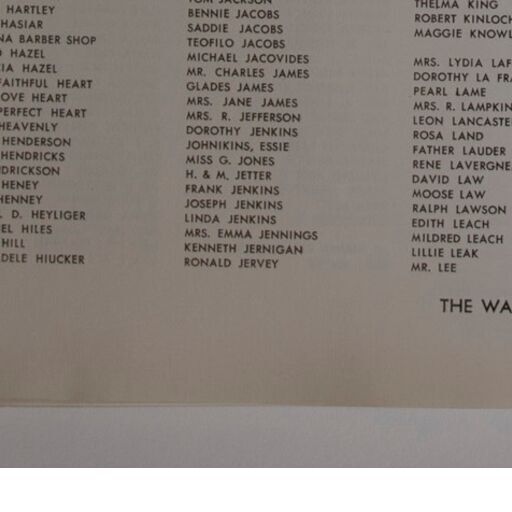 HARTLEY
HASIAR
NA BARBER SHOP
HAZEL
IA HAZEL
FAITHFUL HEART
OVE HEART
PERFECT HEART
HEAVENLY
HENDERSON
HENDRICKS
NDRICKSON
HENEY
HENNEY
. D. HEYLIGER
EL HILES
HILL
DELE HIUCKER
TOM JACKSON
BENNIE JACOBS
SADDIE JACOBS
TEOFILO JACOBS
MICHAEL JACOVIDES
MR. CHARLES JAMES
GLADES JAMES
MRS. JANE JAMES
MRS. R. JEFFERSON
DOROTHY JENKINS
JOHNIKINS, ESSIE
MISS G. JONES
H. & M. JETTER
FRANK JENKINS
JOSEPH JENKINS
LINDA JENKINS
MRS. EMMA JENNINGS
KENNETH JERNIGAN
RONALD JERVEY
THELMA KING
ROBERT KINLOCH
MAGGIE KNOWL
MRS. LYDIA LAF
DOROTHY LA FRA
PEARL LAME
MRS. R. LAMPKIN
LEON LANCASTE
ROSA LAND
FATHER LAUDER
RENE LAVERGNE
DAVID LAW
MOOSE LAW
RALPH LAWSON
EDITH LEACH
MILDRED LEACH
LILLIE LEAK
MR. LEE
THE WA